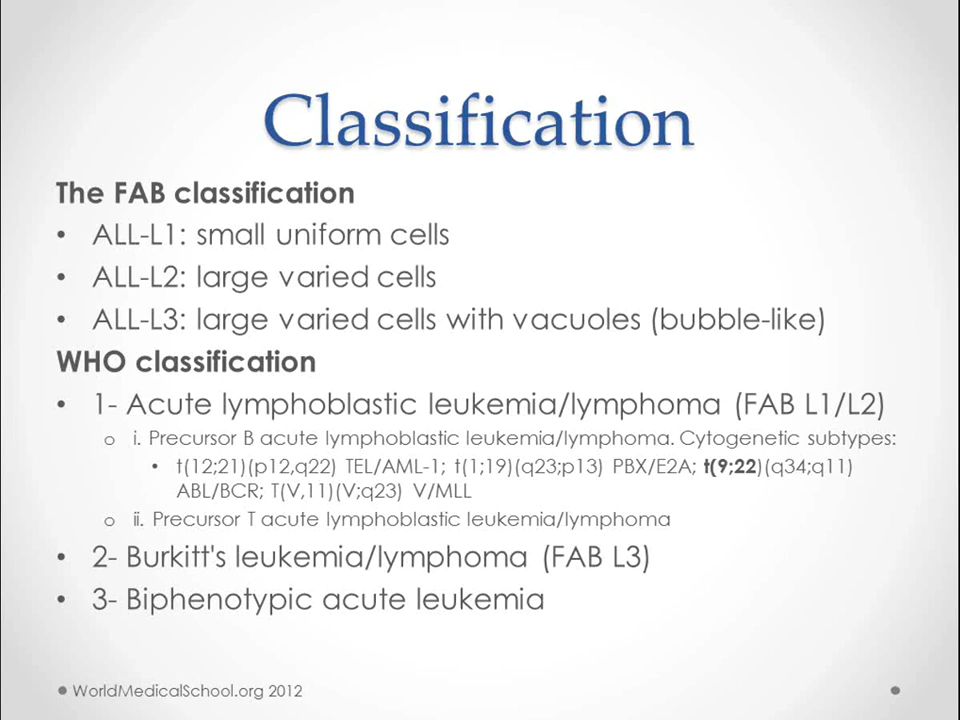 Classification
The FAB classification
• ALL-L1: small uniform cells
• ALL-L2: large varied cells
• ALL-L3: large varied cells with vacuoles (bubble-like)
WHO classification
• 1- Acute lymphoblastic leukemia/lymphoma (FAB L1/L2)
o i. Precursor B acute lymphoblastic leukemia/lymphoma. Cytogenetic subtypes:
• t(12;21)(p12,q22) TEL/AML-1; t(1;19)(q23;p13) PBX/E2A; t(9;22)(q34;q11)
ABL/BCR; T(V,11)(V;q23) V/MLL
o ii. Precursor T acute lymphoblastic leukemia/lymphoma
• 2- Burkitt's leukemia/lymphoma (FAB L3)
• 3- Biphenotypic acute leukemia
● WorldMedicalSchool.org 2012